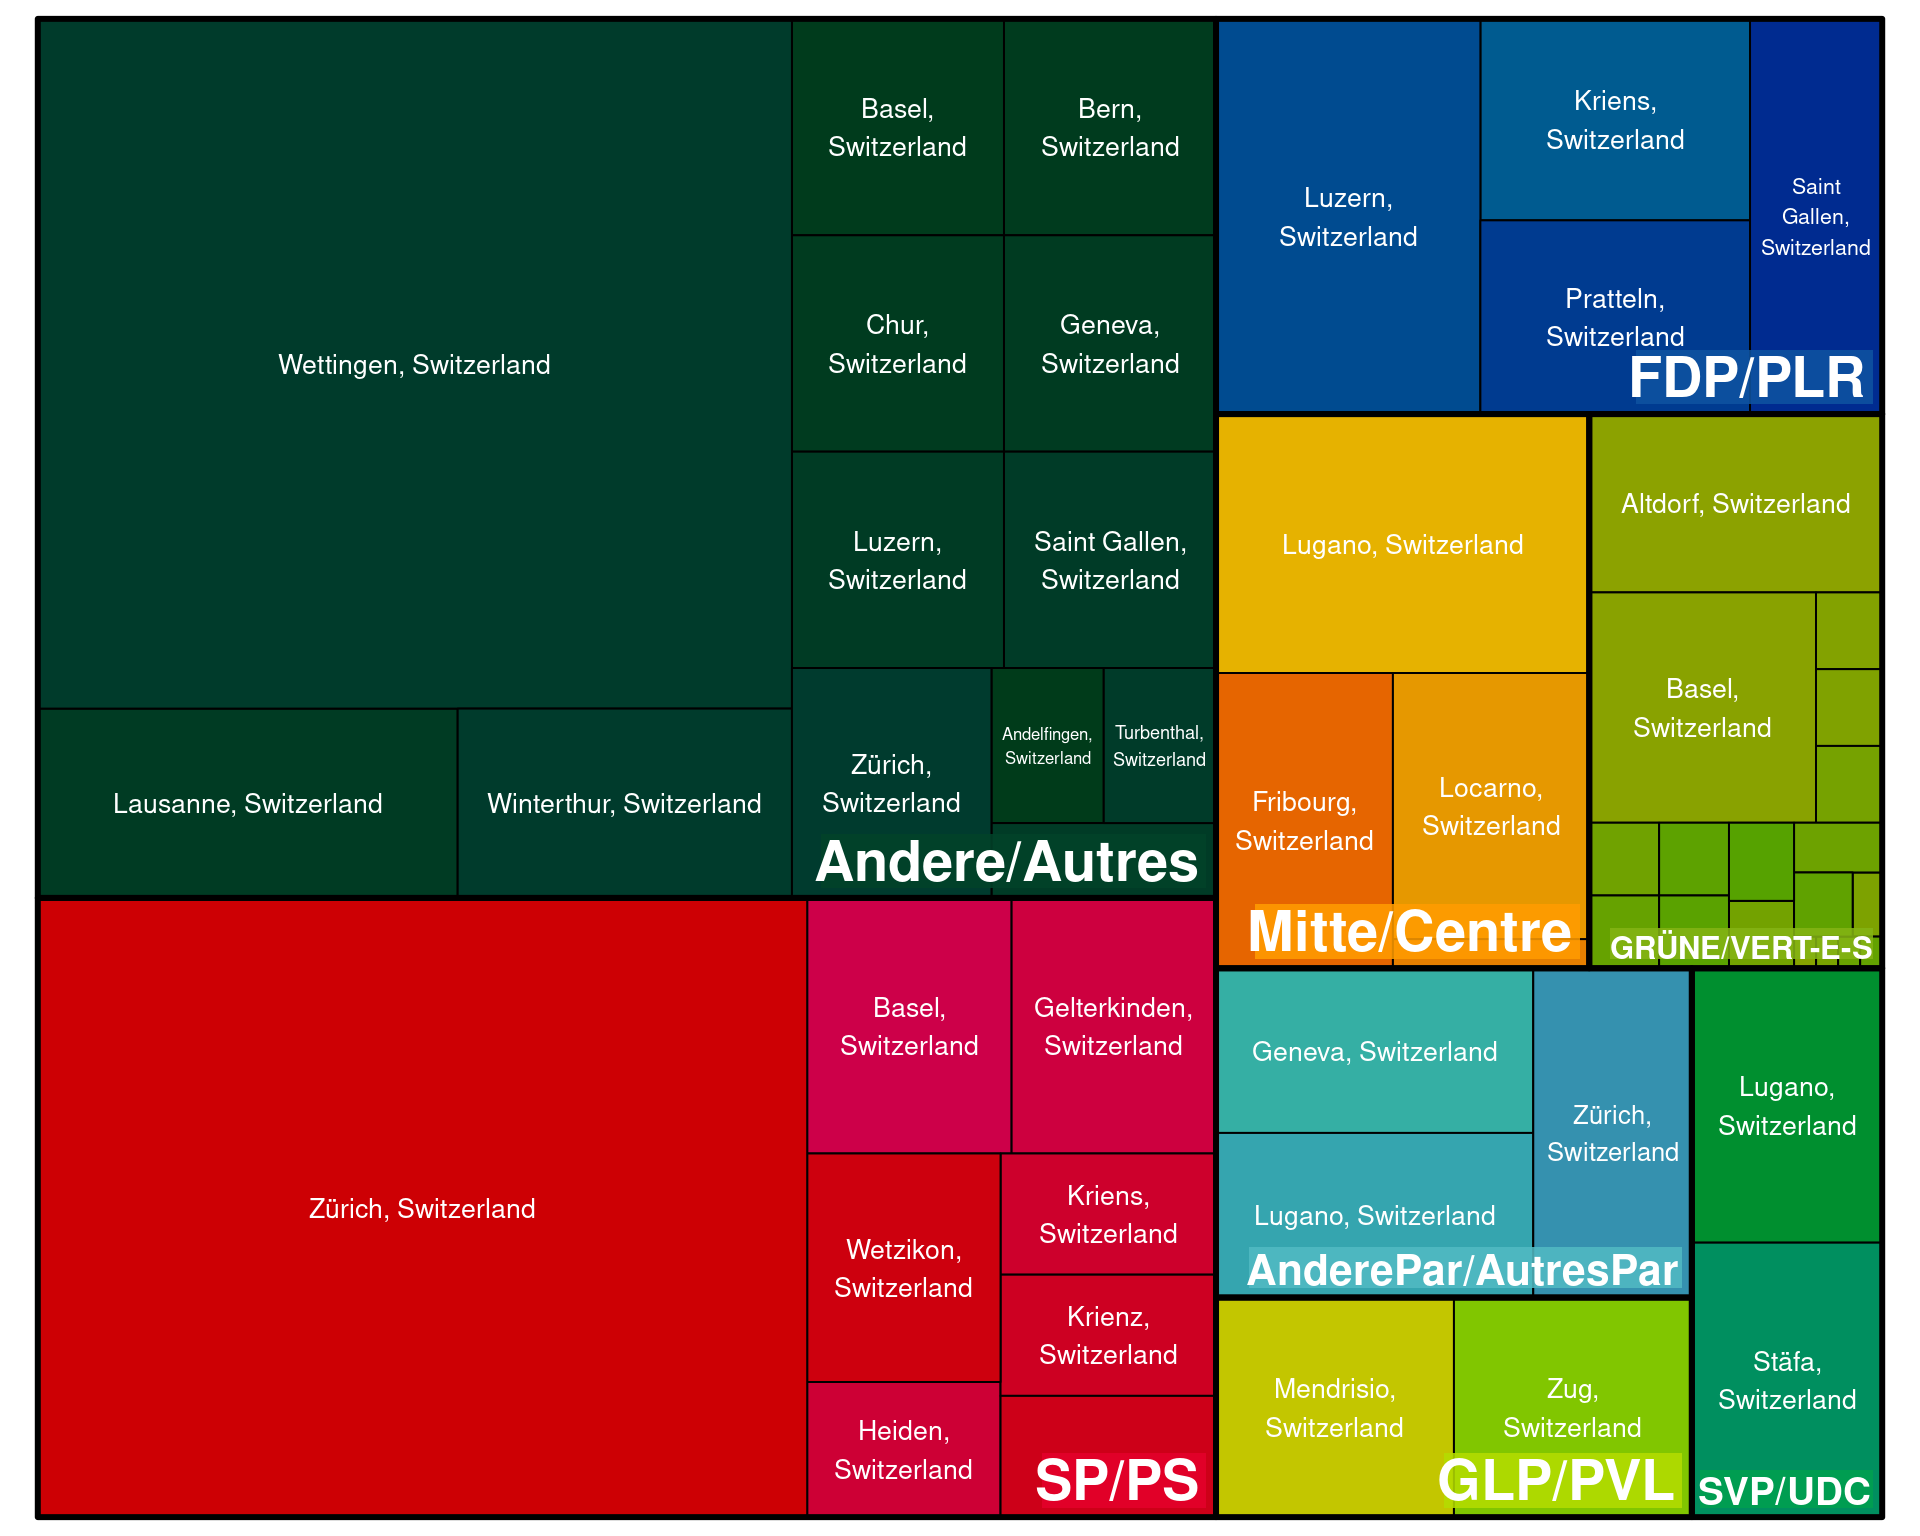 Wettingen, Switzerland
Lausanne, Switzerland
Winterthur, Switzerland
Basel,
Switzerland
Bern,
Switzerland
Chur,
Switzerland
Geneva,
Switzerland
Luzern,
Switzerland
Saint Gallen,
Switzerland
Zürich,
Switzerland
Andelfingen,
Switzerland
Turbenthal,
Switzerland
Andere/Autres
Zürich, Switzerland
Basel,
Switzerland
Gelterkinden,
Switzerland
Wetzikon,
Switzerland
Kriens,
Switzerland
Krienz,
Switzerland
Heiden,
Switzerland
SP/PS
Luzern,
Switzerland
Kriens,
Switzerland
Pratteln,
Switzerland
Saint
Gallen,
Switzerland
FDP/PLR
Lugano, Switzerland
Fribourg,
Switzerland
Locarno,
Switzerland
Mitte/Centre
Altdorf, Switzerland
Basel,
Switzerland
GRÜNE/VERT-E-S
Geneva, Switzerland
Lugano, Switzerland
Zürich,
Switzerland
AnderePar/AutresPar
Mendrisio,
Switzerland
Zug,
Switzerland
GLP/PVL
Lugano,
Switzerland
Stäfa,
Switzerland
SVP/UDC